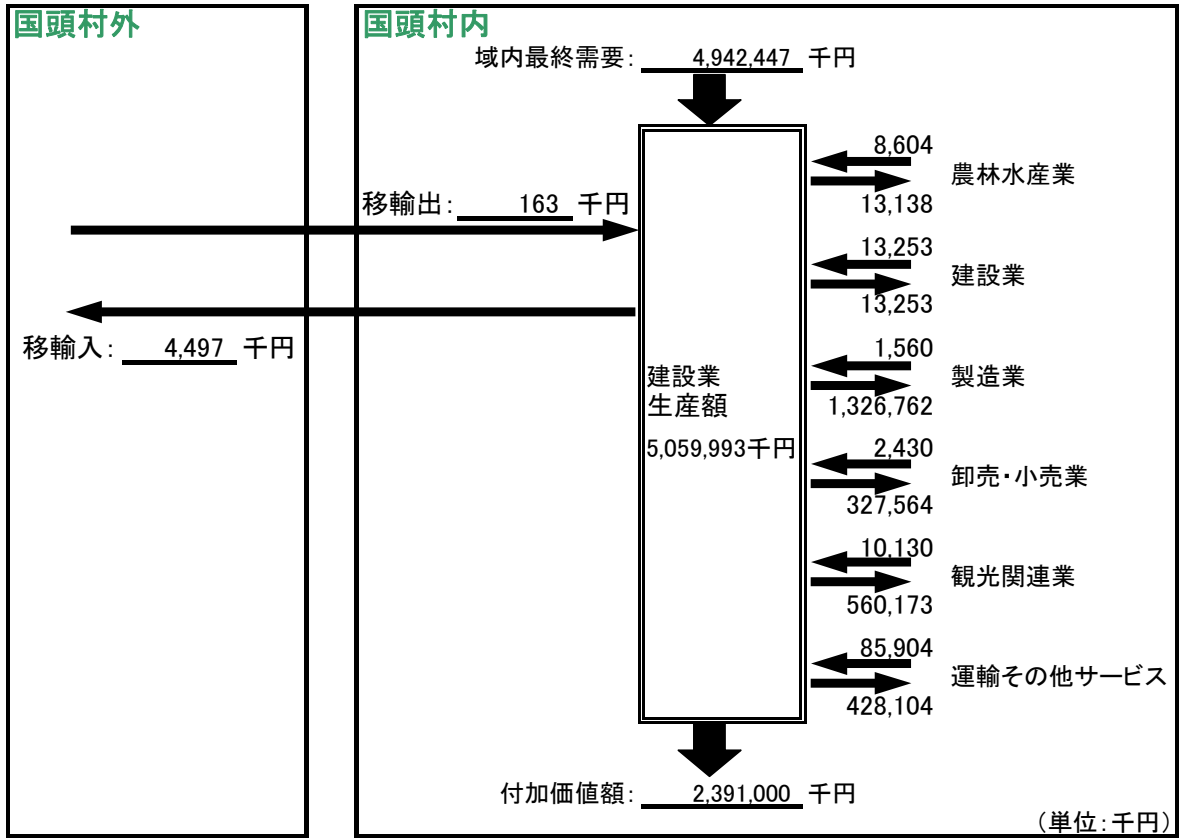 国頭村外
国頭村内
域内最終需要： 4,942,447 千円
8,604
農林水産業
13,138
移輸出： 163 千円
13,253
建設業
13,253
移輸入： 4,497 千円
1,560
製造業
1,326,762
建設業
生産額
5,059,993千円
2,430
卸売・小売業
327,564
10,130
観光関連業
560,173
85,904
運輸その他サービス
428,104
付加価値額： 2,391,000 千円
（単位：千円）